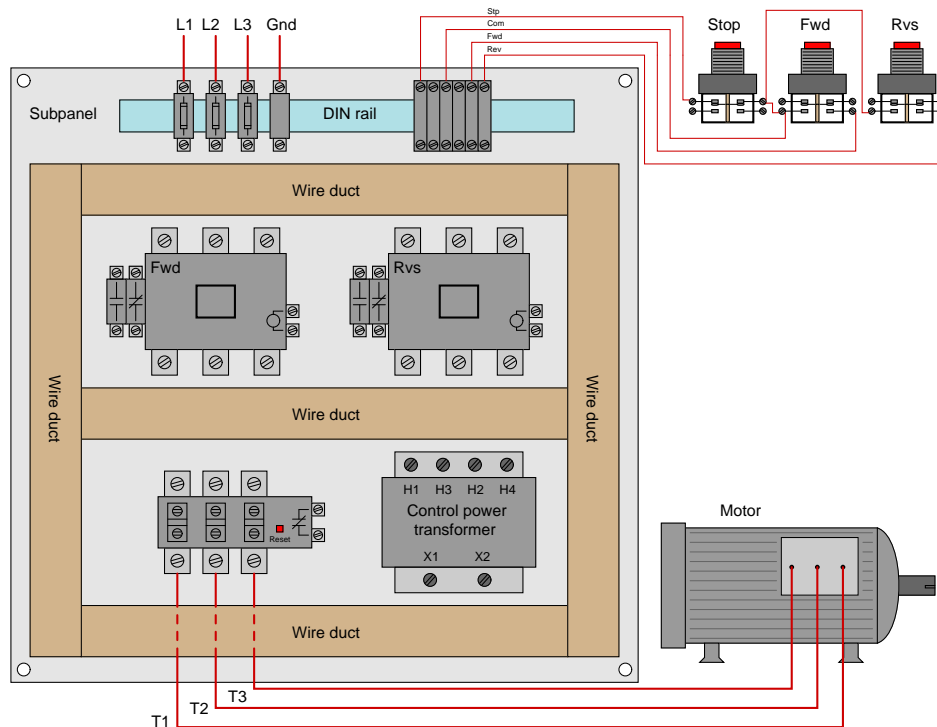 L1 L2 L3 Gnd
Stp
Com
Fwd
Rev
Stop Fwd Rvs
Subpanel
DIN rail
Wire duct
Fwd
Rvs
Wire duct
Wire duct
Wire duct
H1 H3 H2 H4
Control power
transformer
X1 X2
Reset
Motor
Wire duct
T3
T2
T1